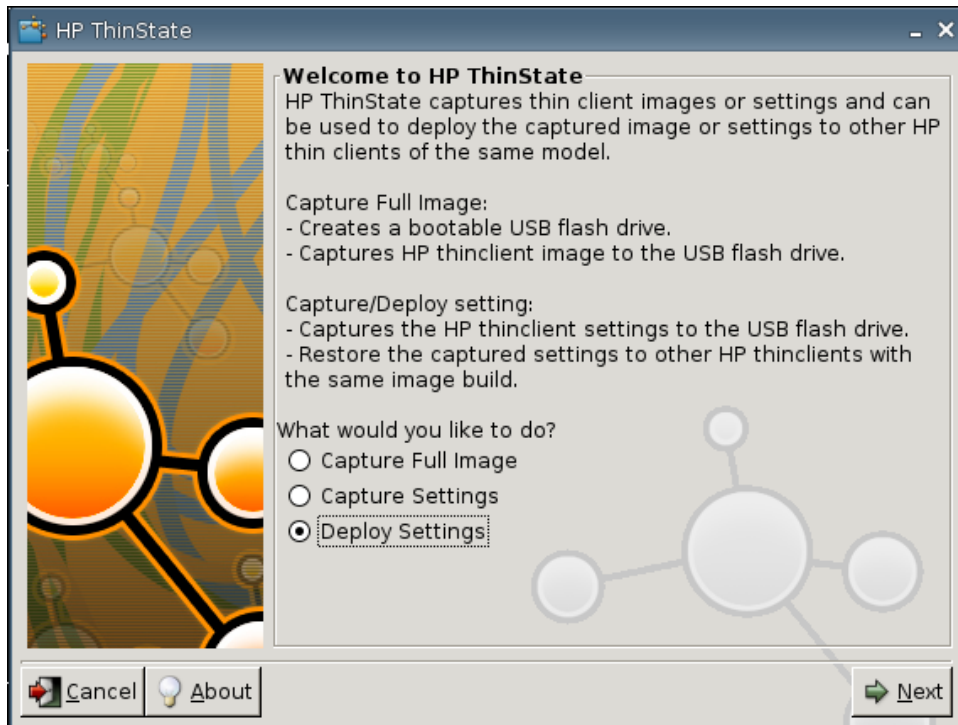 HP ThinState
Welcome to HP ThinState
HP ThinState captures thin client images or settings and can
be used to deploy the captured image or settings to other HP
thin clients of the same model.
Capture Full Image:
- Creates a bootable USB flash drive.
- Captures HP thinclient image to the USB flash drive.
Capture/Deploy setting:
- Captures the HP thinclient settings to the USB flash drive.
- Restore the captured settings to other HP thinclients with
the same image build.
What would you like to do?
Capture Full Image
Capture Settings
Deploy Settings
Cancel
About
Next